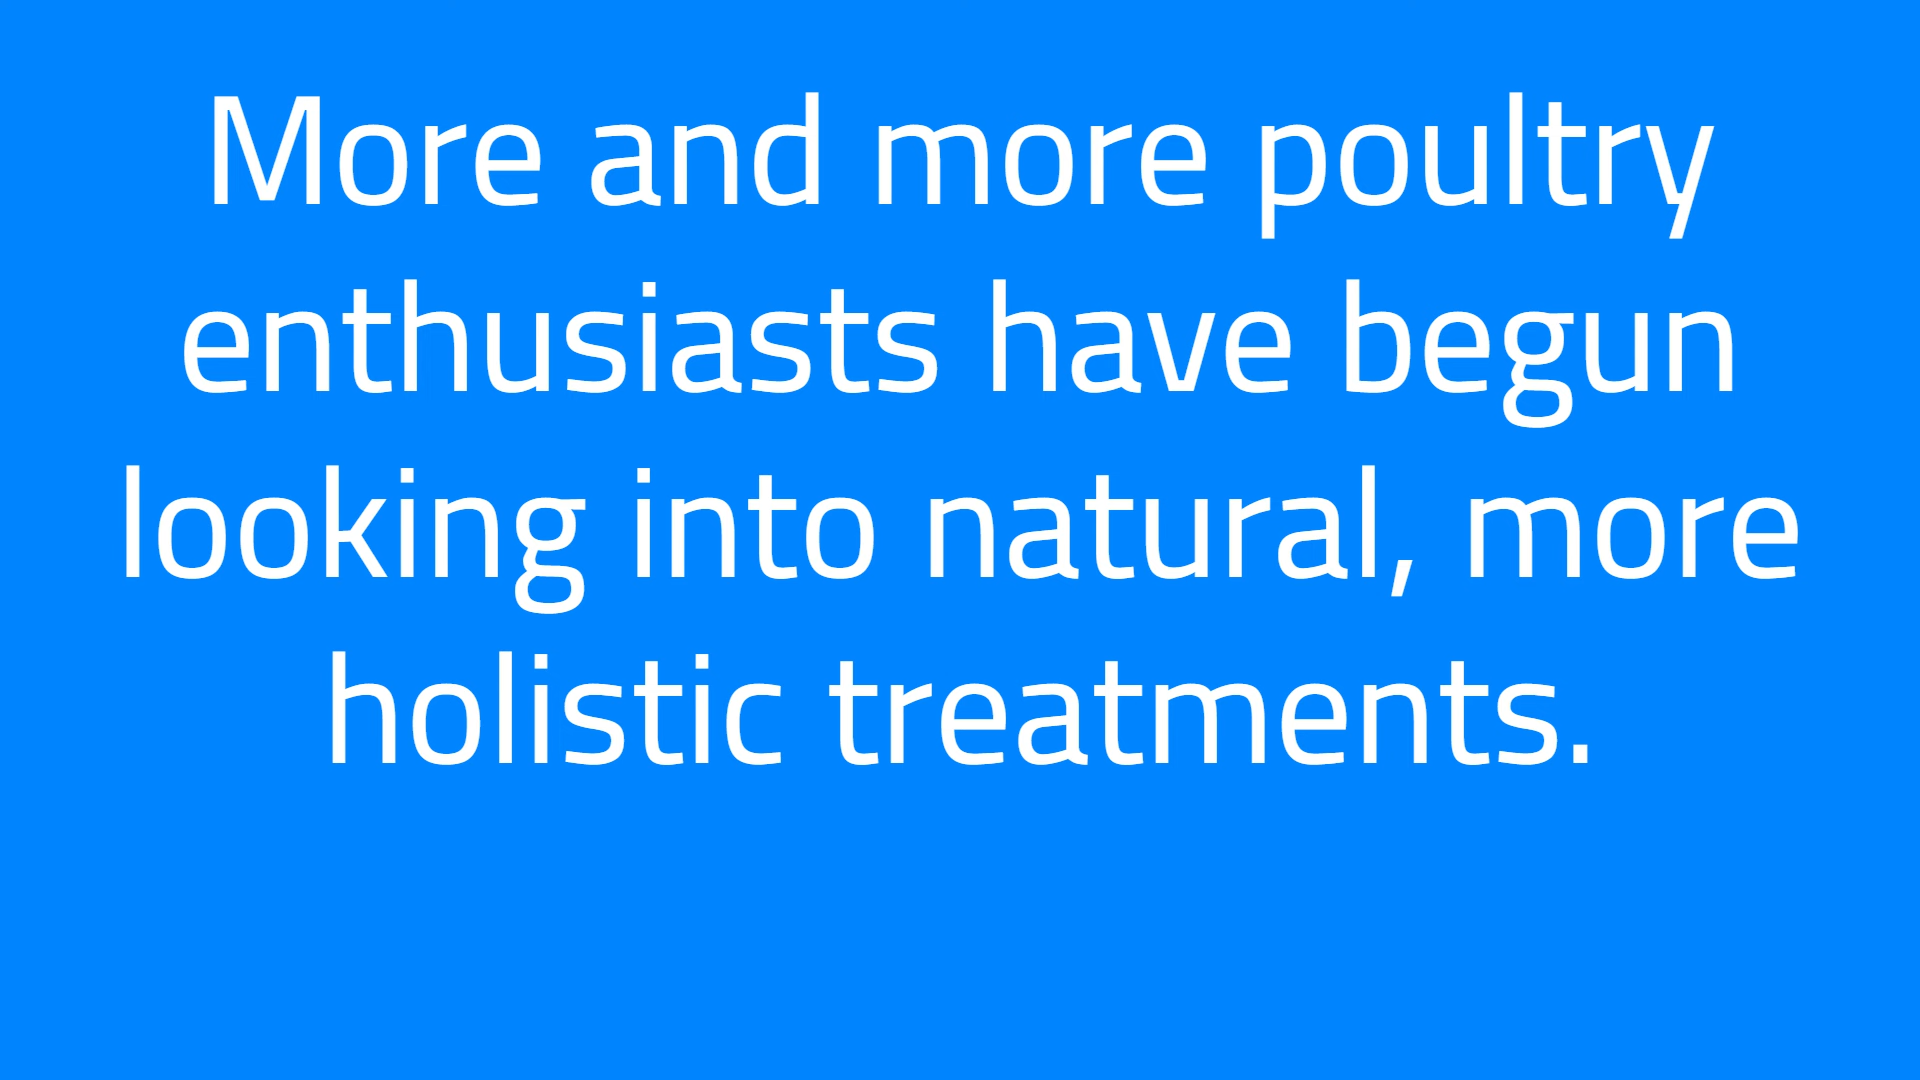 More and more poultry
enthusiasts have begun
looking into natural, more
holistic treatments.